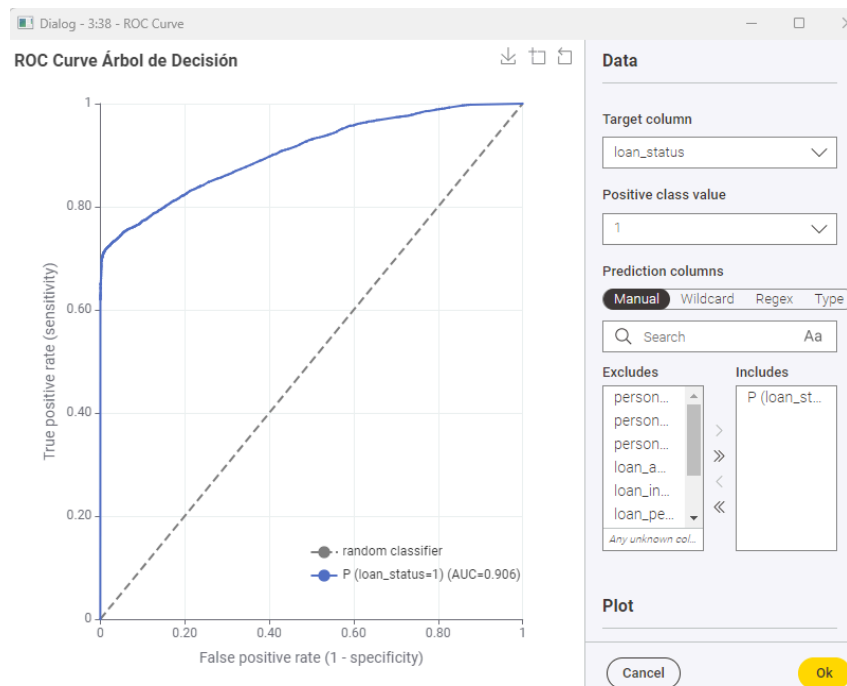 Dialog - 3:38 - ROC Curve
ROC Curve Árbol de Decisión
1
0.80
0.60
0.40
0.20
0
True positive rate (sensitivity)
0
0.20
0.40
0.60
0.80
1
False positive rate (1 - specificity)
random classifier
P (loan_status=1) (AUC=0.906)
Data
Target column
loan_status
Positive class value
1
Prediction columns
Manual Wildcard Regex Type
Search Aa
Excludes
person...
person...
person...
loan_a...
loan_in...
loan_pe...
Any unknown col...
Includes
P (loan_st...
Plot
Cancel
Ok